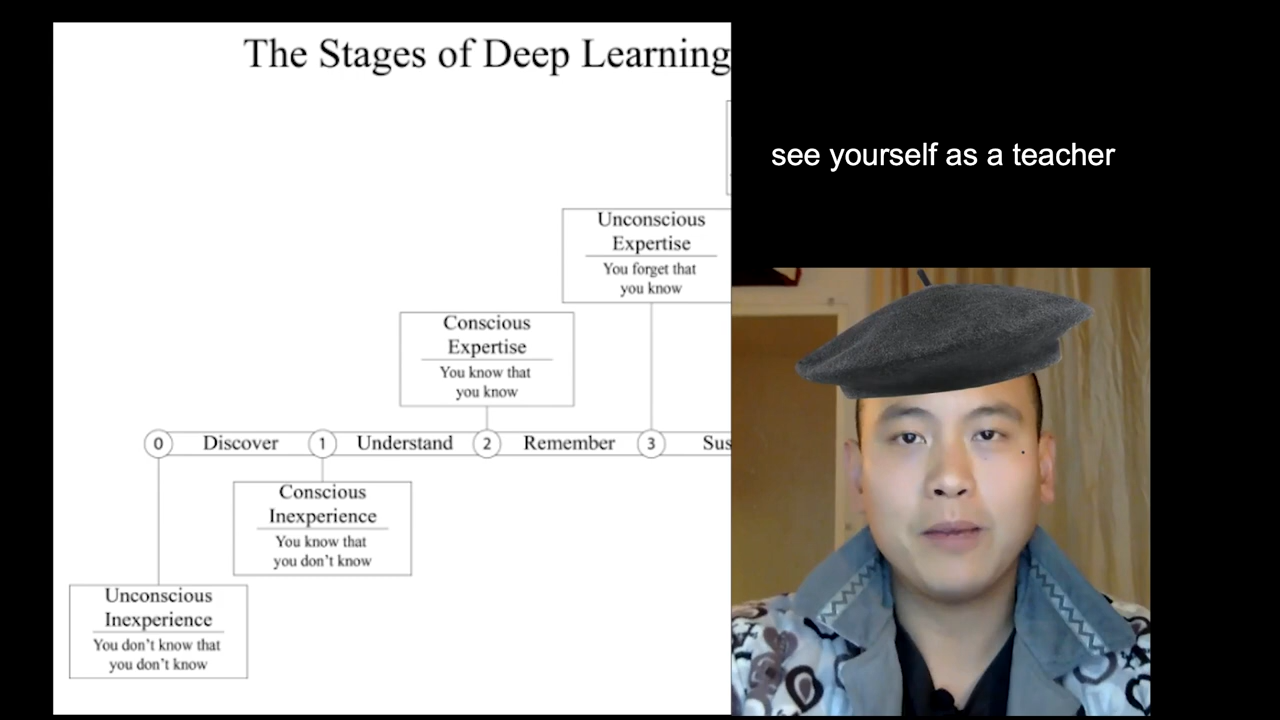 The Stages of Deep Learning
see yourself as a teacher
Unconscious
Expertise
You forget that
you know
Conscious
Expertise
You know that
you know
0 Discover 1 Understand 2 Remember 3 Sus
Conscious
Inexperience
You know that
you don't know
Unconscious
Inexperience
You don't know that
you don't know